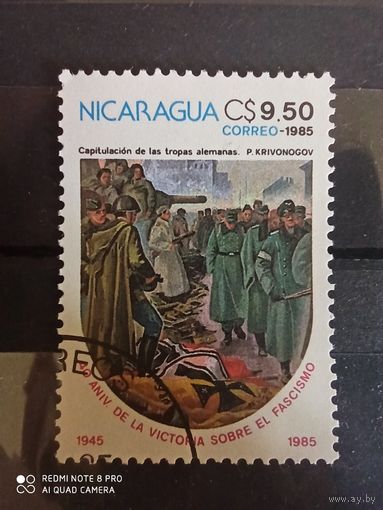 NICARAGUA C$9.50
CORREO-1985
Capitulación de las tropas alemanas. P. KRIVONOGOV
ANIV. DE LA VICTORIA SOBRE EL FASCISMO
1945 1985
REDMI NOTE 8 PRO
AI QUAD CAMERA
ay.by